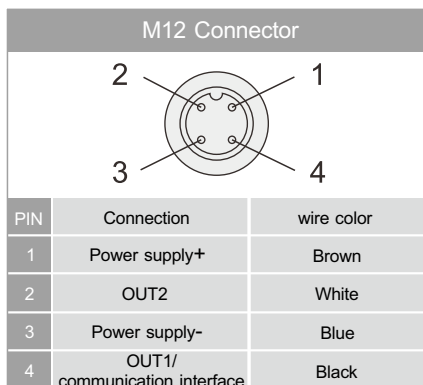 M12 Connector
2 1
3 4
PIN Connection wire color
1 Power supply+ Brown
2 OUT2 White
3 Power supply- Blue
4 OUT1/ communication interface Black